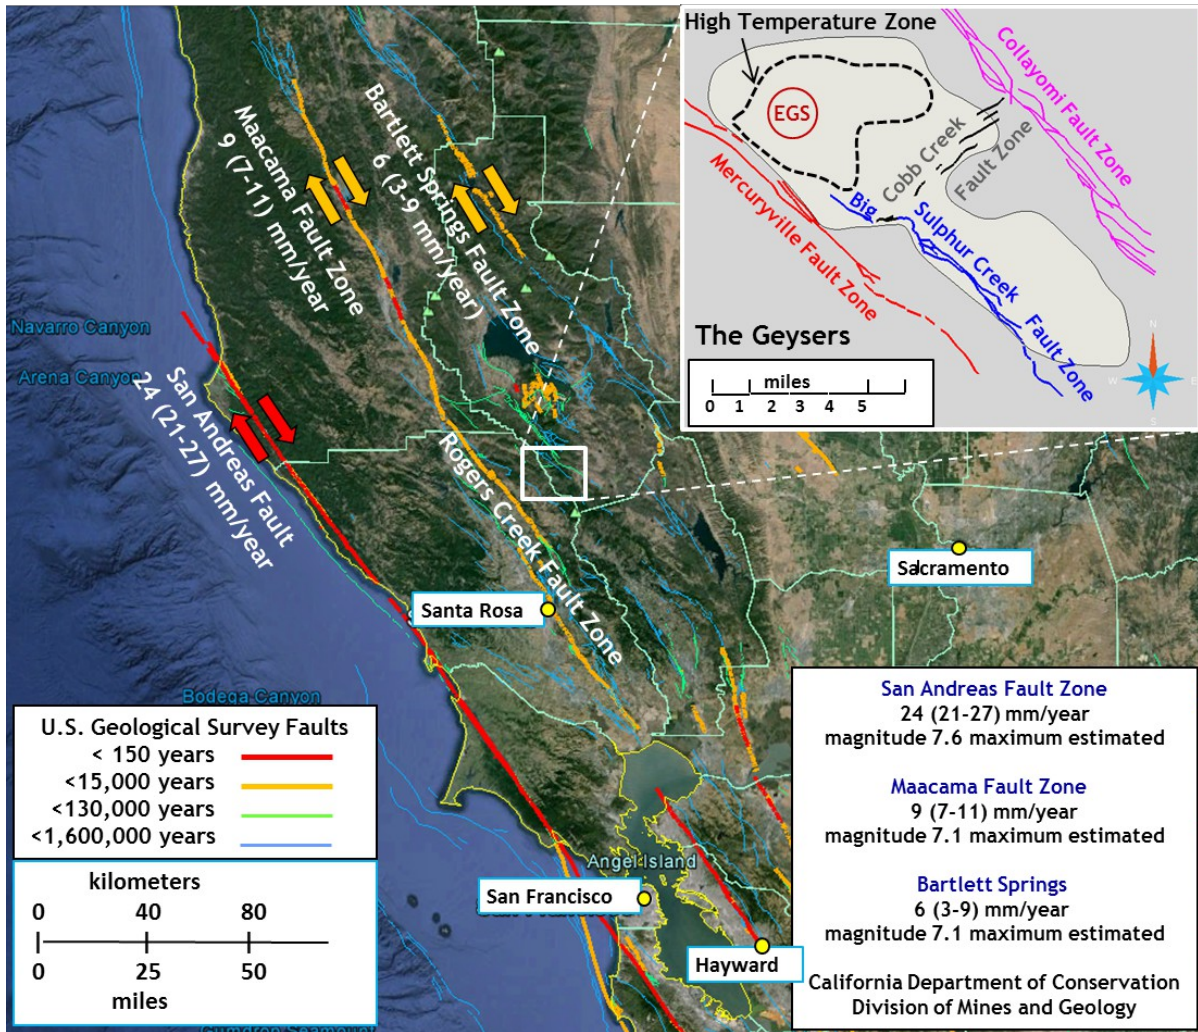 High Temperature Zone
EGS
Collayomi Fault Zone
Cobb Creek
Fault Zone
Mercuryville Fault Zone
Big
Sulphur Creek
Fault Zone
The Geysers
miles
0 1 2 3 4 5
N
W E
S
Maacama Fault Zone
9 (7-11) mm/year
Bartlett Springs Fault Zone
6 (3-9 mm/year)
Navarro Canyon
Arena Canyon
San Andreas Fault
24 (21-27) mm/year
Rogers Creek Fault Zone
Sacramento
Santa Rosa
Bodega Canyon
U.S. Geological Survey Faults
< 150 years
<15,000 years
<130,000 years
<1,600,000 years
kilometers
0 40 80
0 25 50
miles
Angel Island
San Francisco
Hayward
San Andreas Fault Zone
24 (21-27) mm/year
magnitude 7.6 maximum estimated
Maacama Fault Zone
9 (7-11) mm/year
magnitude 7.1 maximum estimated
Bartlett Springs
6 (3-9) mm/year
magnitude 7.1 maximum estimated
California Department of Conservation
Division of Mines and Geology